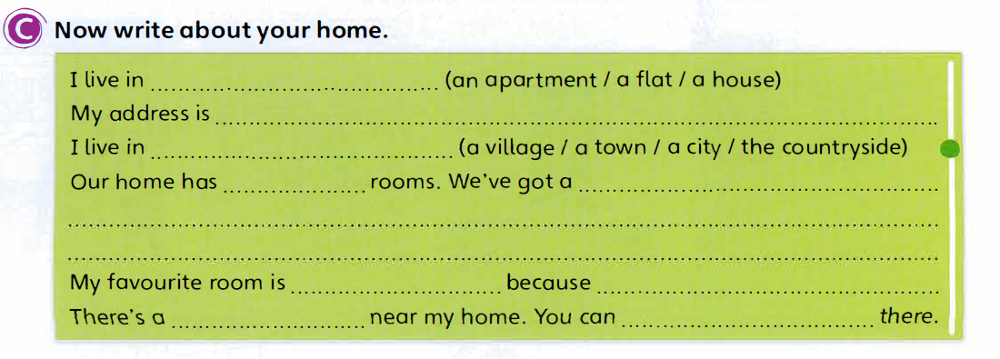 C Now write about your home.
I live in ............................................ (an apartment / a flat / a house)
My address is ............................................................................................................
I live in .............................................. (a village / a town / a city / the countryside)
Our home has ..................... rooms. We've got a ......................................................
....................................................................................................................................
....................................................................................................................................
My favourite room is ................................ because ....................................................
There's a ............................. near my home. You can ...................................... there.